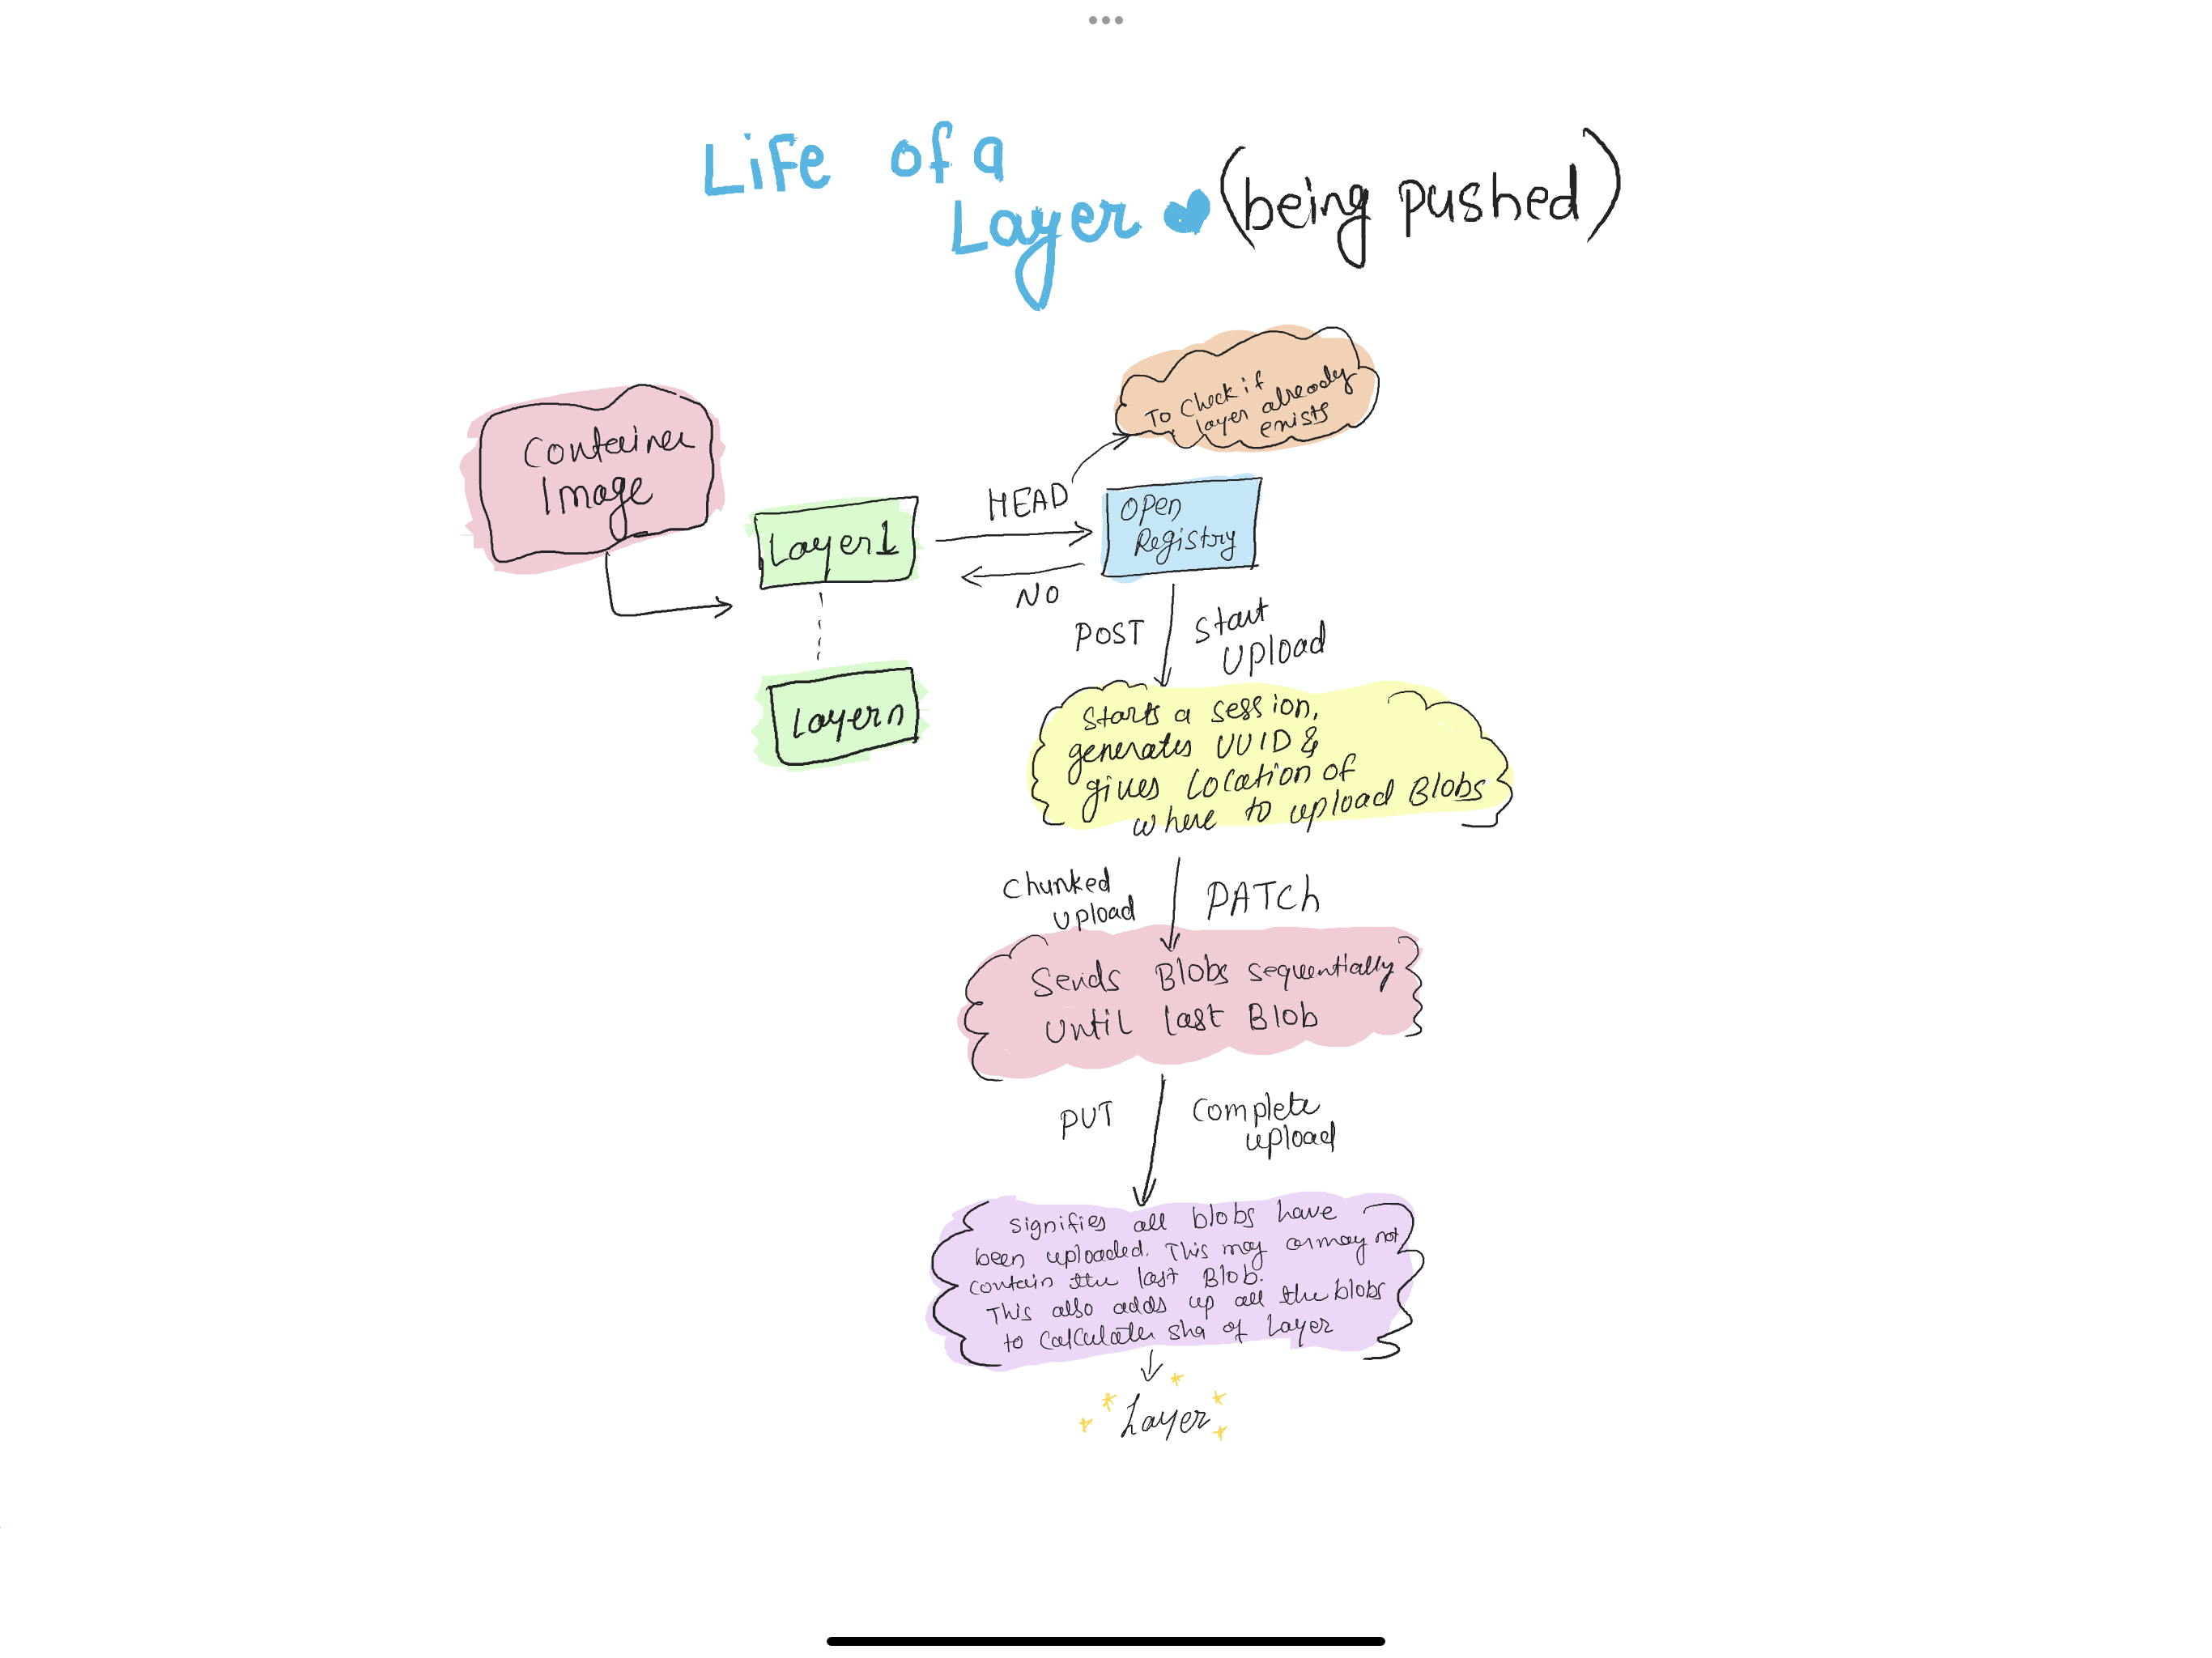 Life of a
Layer (being pushed)
To Check if
layer already
exists
Container
Image
HEAD
Open
Registry
Layer 1
NO
POST
Start
Upload
Layer n
Starts a session,
generates UUID &
gives Location of
where to upload Blobs
Chunked
upload
PATCh
Sends Blobs sequentially
Until last Blob
PUT
Complete
upload
signifies all blobs have
been uploaded. This may or may not
contain the last Blob.
This also adds up all the blobs
to calculate sha of Layer
Layer